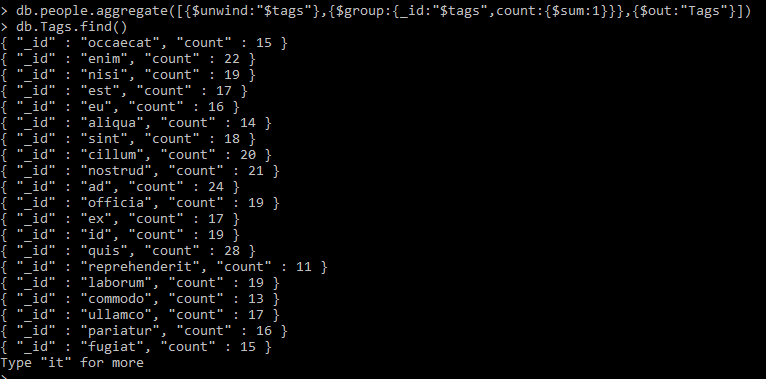 > db.people.aggregate([{$unwind:"$tags"},{$group:{_id:"$tags",count:{$sum:1}}},{$out:"Tags"}])
> db.Tags.find()
{ "_id" : "occaecat", "count" : 15 }
{ "_id" : "enim", "count" : 22 }
{ "_id" : "nisi", "count" : 19 }
{ "_id" : "est", "count" : 17 }
{ "_id" : "eu", "count" : 16 }
{ "_id" : "aliqua", "count" : 14 }
{ "_id" : "sint", "count" : 18 }
{ "_id" : "cillum", "count" : 20 }
{ "_id" : "nostrud", "count" : 21 }
{ "_id" : "ad", "count" : 24 }
{ "_id" : "officia", "count" : 19 }
{ "_id" : "ex", "count" : 17 }
{ "_id" : "id", "count" : 19 }
{ "_id" : "quis", "count" : 28 }
{ "_id" : "reprehenderit", "count" : 11 }
{ "_id" : "laborum", "count" : 19 }
{ "_id" : "commodo", "count" : 13 }
{ "_id" : "ullamco", "count" : 17 }
{ "_id" : "pariatur", "count" : 16 }
{ "_id" : "fugiat", "count" : 15 }
Type "it" for more
>